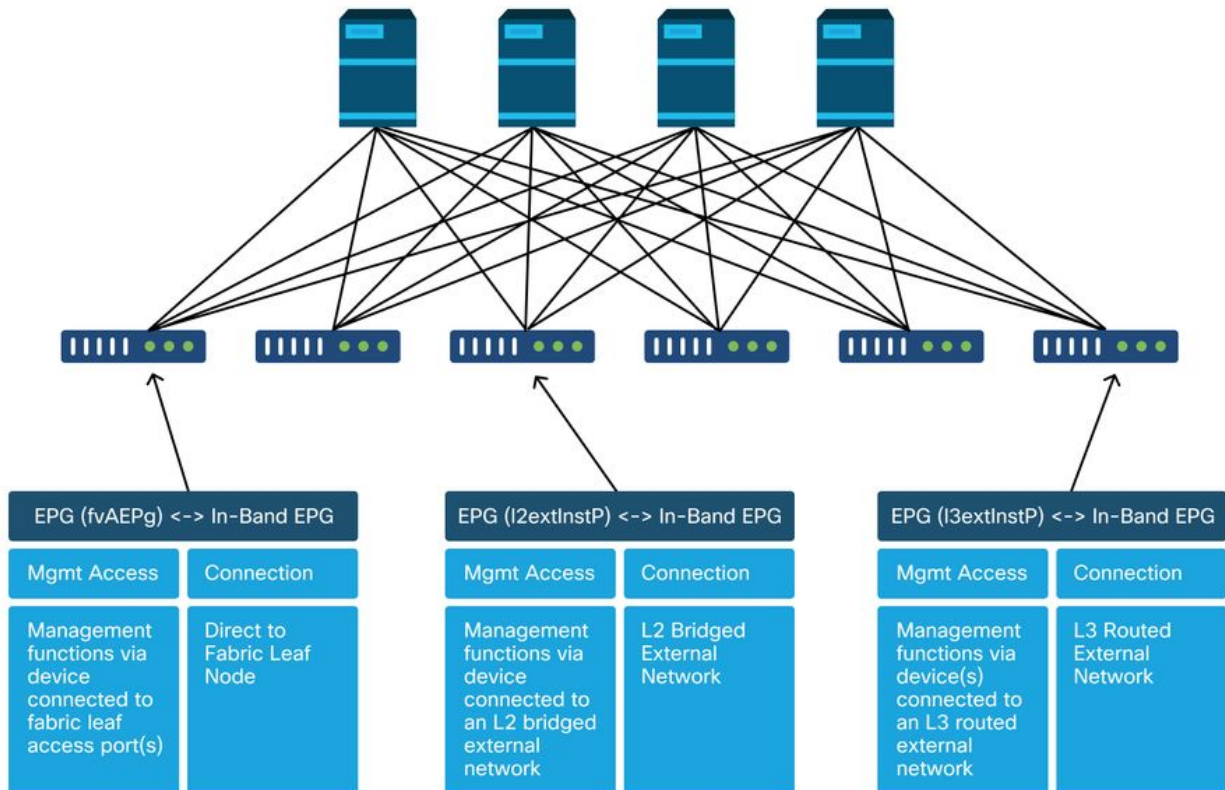 EPG (fvAEPg) <-> In-Band EPG
Mgmt Access
Connection
Management
functions via
device
connected to
fabric leaf
access port(s)
Direct to
Fabric Leaf
Node
EPG (l2extInstP) <-> In-Band EPG
Mgmt Access
Connection
Management
functions via
device
connected to
an L2 bridged
external
network
L2 Bridged
External
Network
EPG (l3extInstP) <-> In-Band EPG
Mgmt Access
Connection
Management
functions via
device(s)
connected to
an L3 routed
external
network
L3 Routed
External
Network